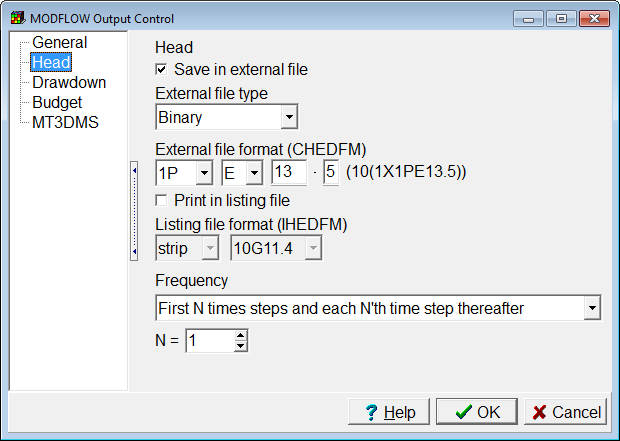 MODFLOW Output Control
General
Head
Drawdown
Budget
MT3DMS
Head
Save in external file
External file type
Binary
External file format (CHEDFM)
1P E 13 . 5 (10(1X1PE13.5))
Print in listing file
Listing file format (IHEDFM)
strip 10G11.4
Frequency
First N times steps and each N'th time step thereafter
N = 1
? Help OK Cancel